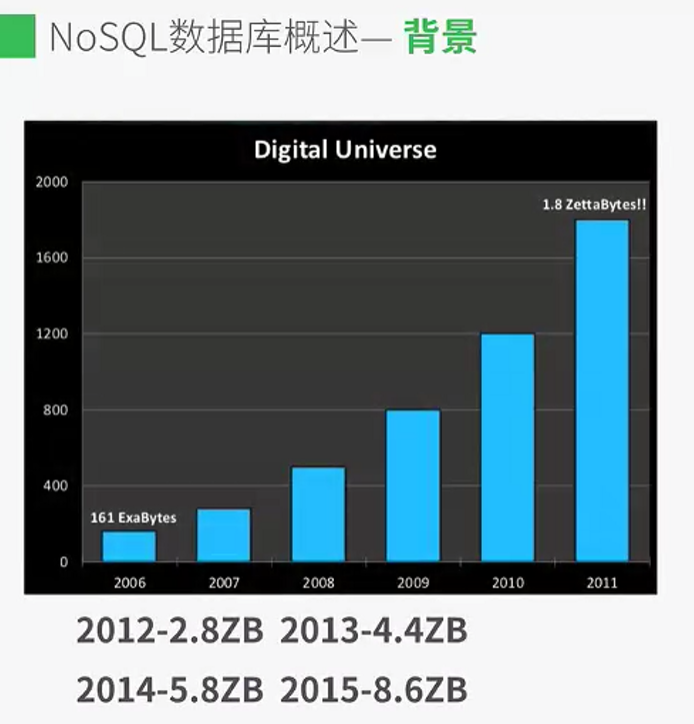 NoSQL数据库概述— 背景
Digital Universe
2000
1.8 ZettaBytes!!
1600
1200
800
400
161 ExaBytes
0
2006 2007 2008 2009 2010 2011
2012-2.8ZB 2013-4.4ZB
2014-5.8ZB 2015-8.6ZB